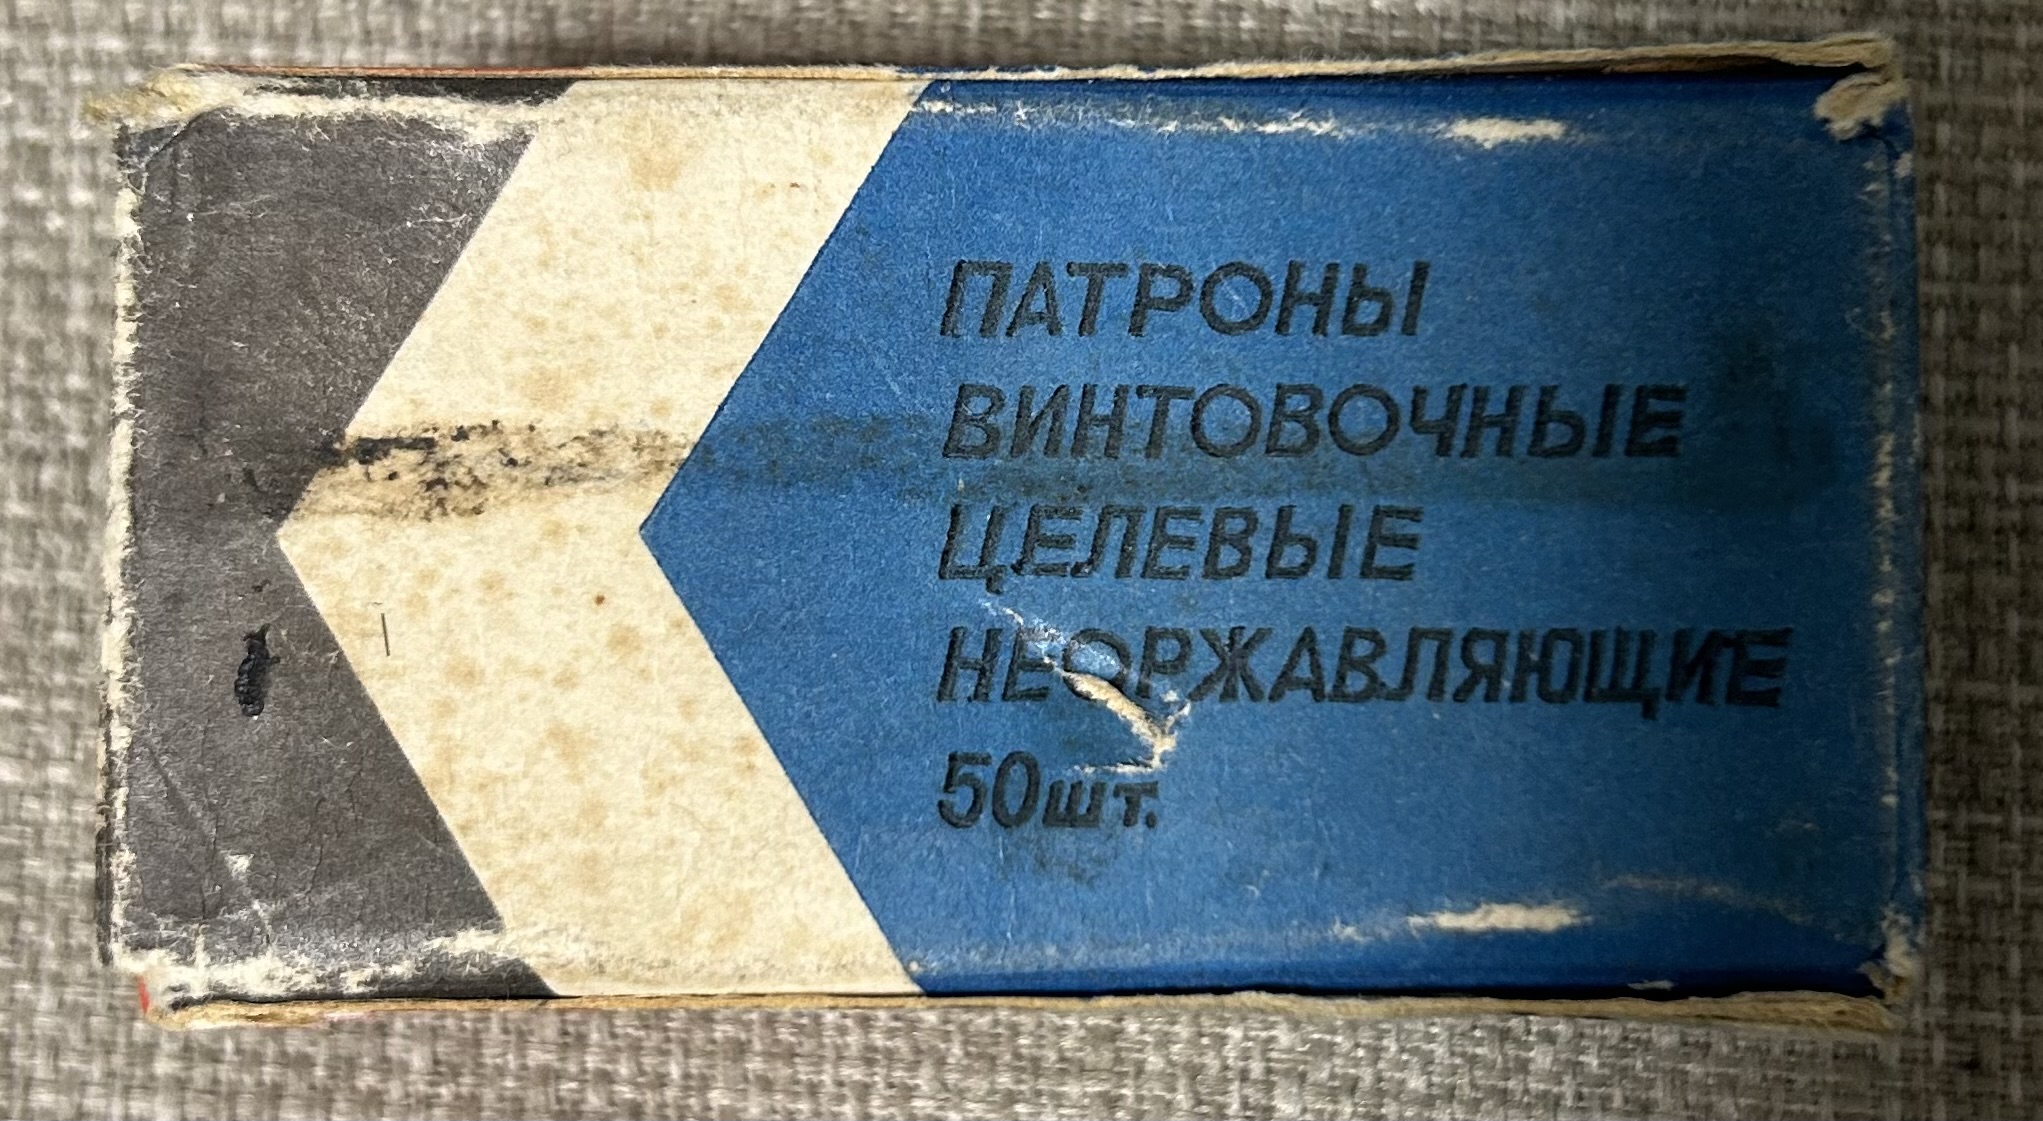 ПАТРОНЫ
ВИНТОВОЧНЫЕ
ЦЕЛЕВЫЕ
НЕОРЖАВЛЯЮЩИЕ
50шт.